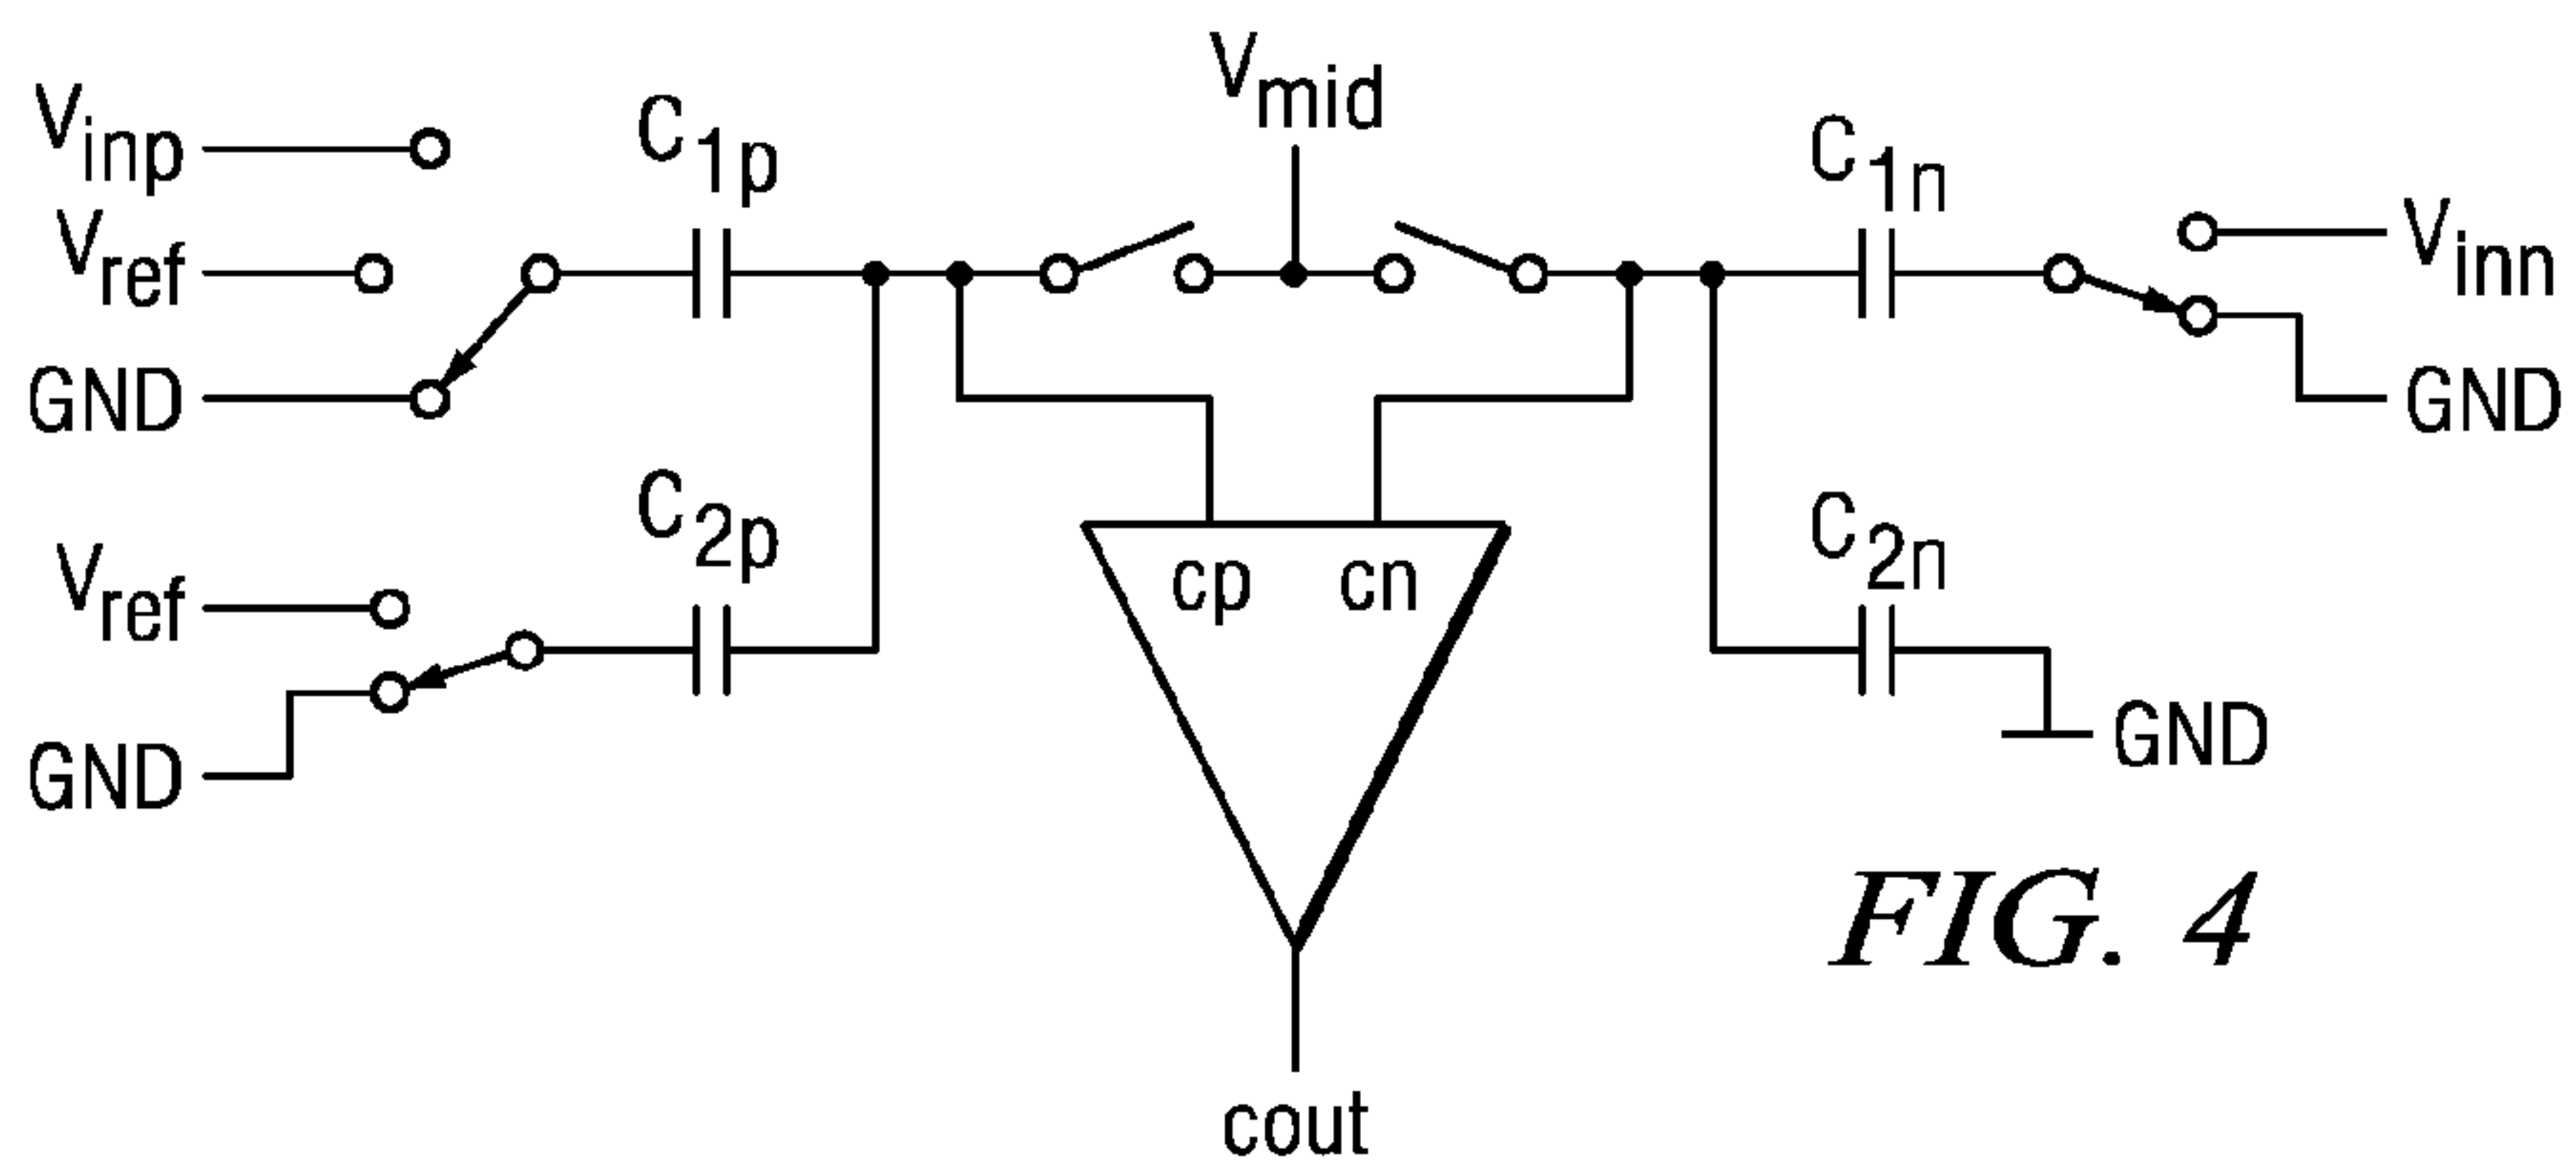 Vmid
Vinp
C1p
C1n
Vref
Vinn
GND
GND
C2p
C2n
Vref
cp
cn
GND
GND
FIG. 4
cout